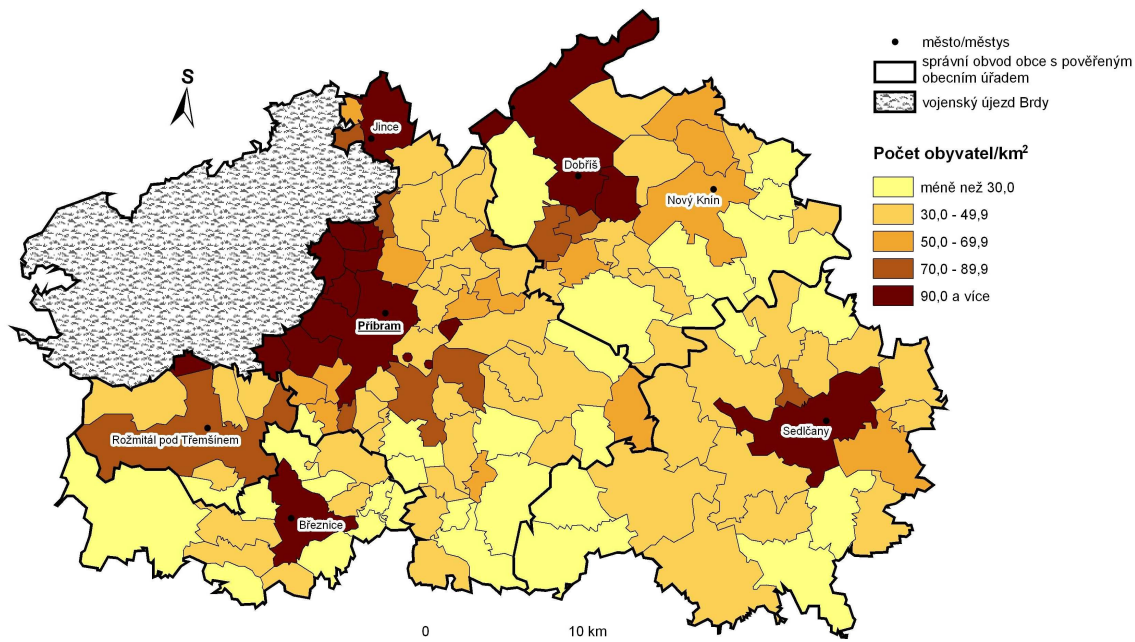 S
město/městys
správní obvod obce s pověřeným
obecním úřadem
vojenský újezd Brdy
Počet obyvatel/km²
méně než 30,0
30,0 - 49,9
50,0 - 69,9
70,0 - 89,9
90,0 a více
Jince
Dobříš
Nový Knín
Příbram
Sedlčany
Rožmitál pod Třemšínem
Březnice
0 10 km